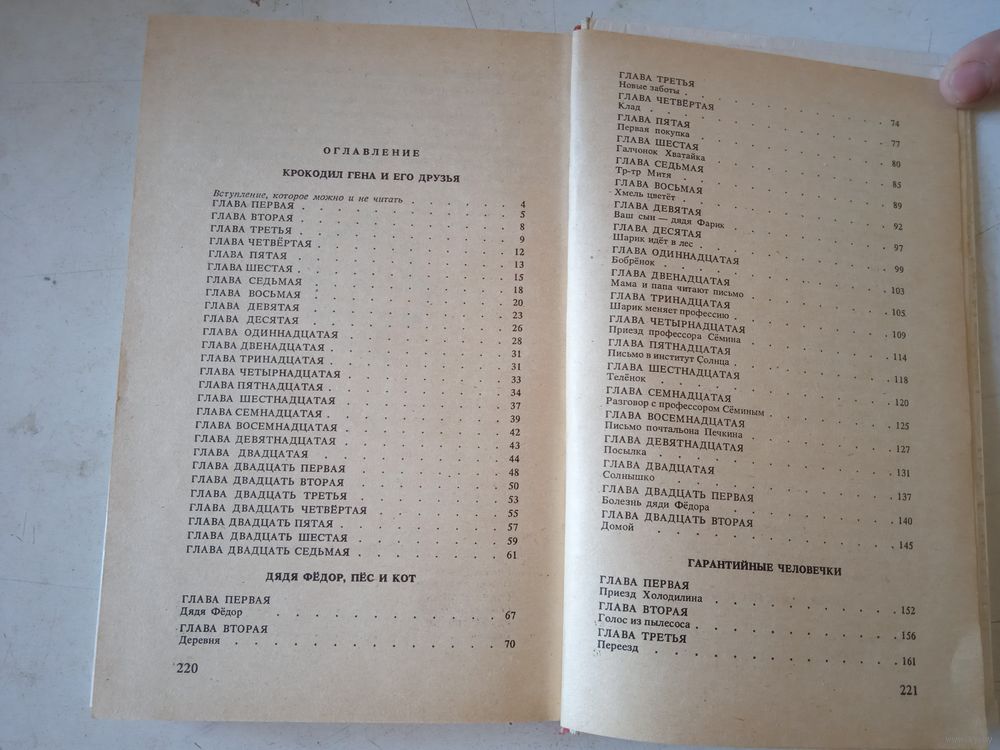 ОГЛАВЛЕНИЕ
КРОКОДИЛ ГЕНА И ЕГО ДРУЗЬЯ
Вступление, которое можно и не читать . 4
ГЛАВА ПЕРВАЯ . 5
ГЛАВА ВТОРАЯ . 8
ГЛАВА ТРЕТЬЯ . 9
ГЛАВА ЧЕТВЁРТАЯ . 12
ГЛАВА ПЯТАЯ . 13
ГЛАВА ШЕСТАЯ . 15
ГЛАВА СЕДЬМАЯ . 18
ГЛАВА ВОСЬМАЯ . 20
ГЛАВА ДЕВЯТАЯ . 23
ГЛАВА ДЕСЯТАЯ . 26
ГЛАВА ОДИННАДЦАТАЯ . 28
ГЛАВА ДВЕНАДЦАТАЯ . 31
ГЛАВА ТРИНАДЦАТАЯ . 31
ГЛАВА ЧЕТЫРНАДЦАТАЯ . 33
ГЛАВА ПЯТНАДЦАТАЯ . 34
ГЛАВА ШЕСТНАДЦАТАЯ . 37
ГЛАВА СЕМНАДЦАТАЯ . 39
ГЛАВА ВОСЕМНАДЦАТАЯ . 42
ГЛАВА ДЕВЯТНАДЦАТАЯ . 43
ГЛАВА ДВАДЦАТАЯ . 44
ГЛАВА ДВАДЦАТЬ ПЕРВАЯ . 48
ГЛАВА ДВАДЦАТЬ ВТОРАЯ . 50
ГЛАВА ДВАДЦАТЬ ТРЕТЬЯ . 53
ГЛАВА ДВАДЦАТЬ ЧЕТВЁРТАЯ . 55
ГЛАВА ДВАДЦАТЬ ПЯТАЯ . 57
ГЛАВА ДВАДЦАТЬ ШЕСТАЯ . 59
ГЛАВА ДВАДЦАТЬ СЕДЬМАЯ . 61
ДЯДЯ ФЁДОР, ПЁС И КОТ
ГЛАВА ПЕРВАЯ
Дядя Фёдор . 67
ГЛАВА ВТОРАЯ
Деревня . 70
220
ГЛАВА ТРЕТЬЯ
Новые заботы . 74
ГЛАВА ЧЕТВЁРТАЯ
Клад . 77
ГЛАВА ПЯТАЯ
Первая покупка . 80
ГЛАВА ШЕСТАЯ
Галчонок Хватайка . 85
ГЛАВА СЕДЬМАЯ
Тр-тр Митя . 89
ГЛАВА ВОСЬМАЯ
Хмель цветёт . 92
ГЛАВА ДЕВЯТАЯ
Ваш сын — дядя Фарик . 97
ГЛАВА ДЕСЯТАЯ
Шарик идёт в лес . 99
ГЛАВА ОДИННАДЦАТАЯ
Бобрёнок . 103
ГЛАВА ДВЕНАДЦАТАЯ
Мама и папа читают письмо . 105
ГЛАВА ТРИНАДЦАТАЯ
Шарик меняет профессию . 109
ГЛАВА ЧЕТЫРНАДЦАТАЯ
Приезд профессора Сёмина . 114
ГЛАВА ПЯТНАДЦАТАЯ
Письмо в институт Солнца . 118
ГЛАВА ШЕСТНАДЦАТАЯ
Телёнок . 120
ГЛАВА СЕМНАДЦАТАЯ
Разговор с профессором Сёминым . 125
ГЛАВА ВОСЕМНАДЦАТАЯ
Письмо почтальона Печкина . 127
ГЛАВА ДЕВЯТНАДЦАТАЯ
Посылка . 131
ГЛАВА ДВАДЦАТАЯ
Солнышко . 137
ГЛАВА ДВАДЦАТЬ ПЕРВАЯ
Болезнь дяди Фёдора . 140
ГЛАВА ДВАДЦАТЬ ВТОРАЯ
Домой . 145
ГАРАНТИЙНЫЕ ЧЕЛОВЕЧКИ
ГЛАВА ПЕРВАЯ
Приезд Холодилина . 152
ГЛАВА ВТОРАЯ
Голос из пылесоса . 156
ГЛАВА ТРЕТЬЯ
Переезд . 161
221